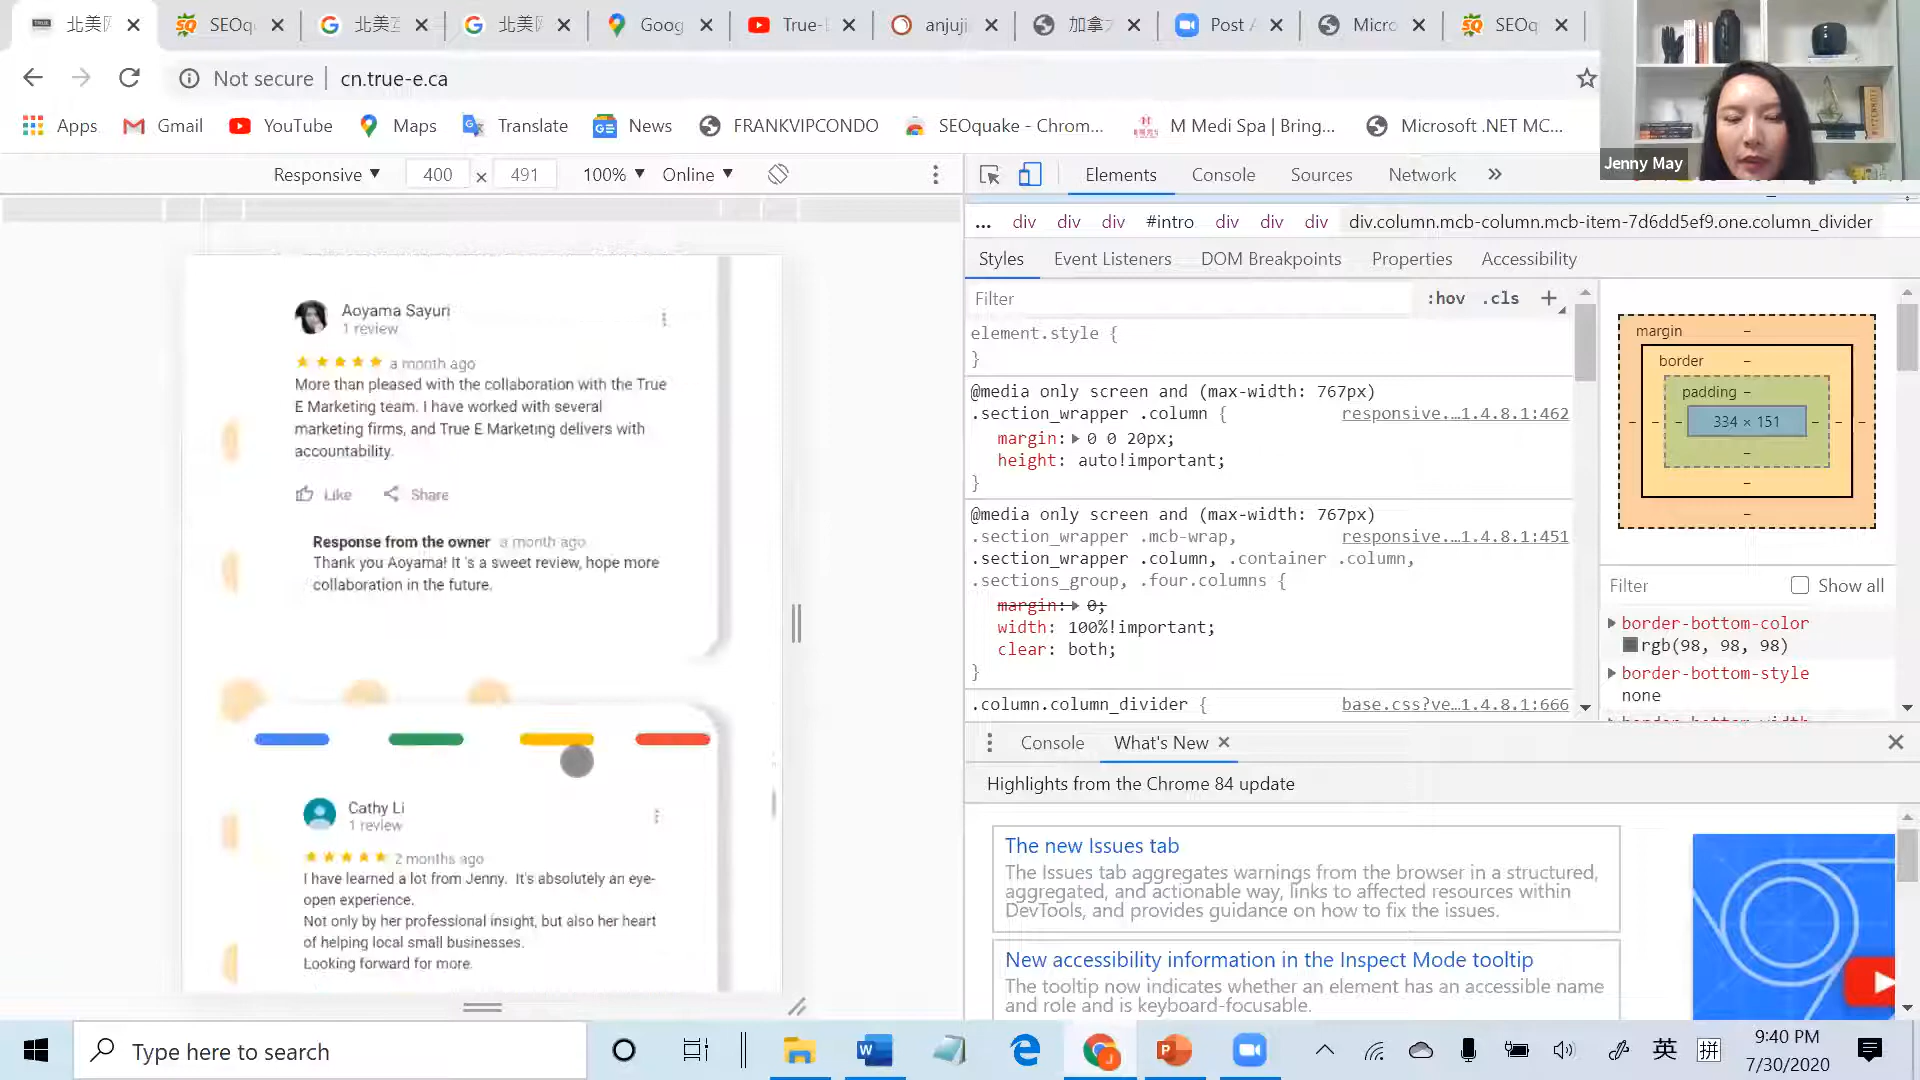 北美
SEOq
北美
北美
Goog
True-
anjuji
加拿
Post
Micro
SEOq
Not secure
cn.true-e.ca
Apps
Gmail
YouTube
Maps
Translate
News
FRANKVIPCONDO
SEOquake - Chrom...
M Medi Spa | Bring...
Microsoft .NET MC...
Jenny May
Responsive
400
×
491
100%
Online
Elements
Console
Sources
Network
»
...
div
div
div
#intro
div
div
div
div.column.mcb-column.mcb-item-7d6dd5ef9.one.column_divider
Styles
Event Listeners
DOM Breakpoints
Properties
Accessibility
Filter
:hov
.cls
+
element.style {
}
@media only screen and (max-width: 767px)
.section_wrapper .column {
responsive.…1.4.8.1:462
margin: 0 0 20px;
height: auto!important;
}
@media only screen and (max-width: 767px)
.section_wrapper .mcb-wrap,
responsive.…1.4.8.1:451
.section_wrapper .column, .container .column,
.sections_group, .four.columns {
margin: 0;
width: 100%!important;
clear: both;
}
.column.column_divider {
base.css?ve…1.4.8.1:666
margin
border
padding
334 × 151
Filter
Show all
border-bottom-color
rgb(98, 98, 98)
border-bottom-style
none
Aoyama Sayuri
1 review
a month ago
More than pleased with the collaboration with the True
E Marketing team. I have worked with several
marketing firms, and True E Marketing delivers with
accountability.
Like
Share
Response from the owner a month ago
Thank you Aoyama! It 's a sweet review, hope more
collaboration in the future.
Cathy Li
1 review
2 months ago
I have learned a lot from Jenny. It's absolutely an eye-
open experience.
Not only by her professional insight, but also her heart
of helping local small businesses.
Looking forward for more.
Console
What's New
Highlights from the Chrome 84 update
The new Issues tab
The Issues tab aggregates warnings from the browser in a structured,
aggregated, and actionable way, links to affected resources within
DevTools, and provides guidance on how to fix the issues.
New accessibility information in the Inspect Mode tooltip
The tooltip now indicates whether an element has an accessible name
and role and is keyboard-focusable.
Type here to search
英
拼
9:40 PM
7/30/2020